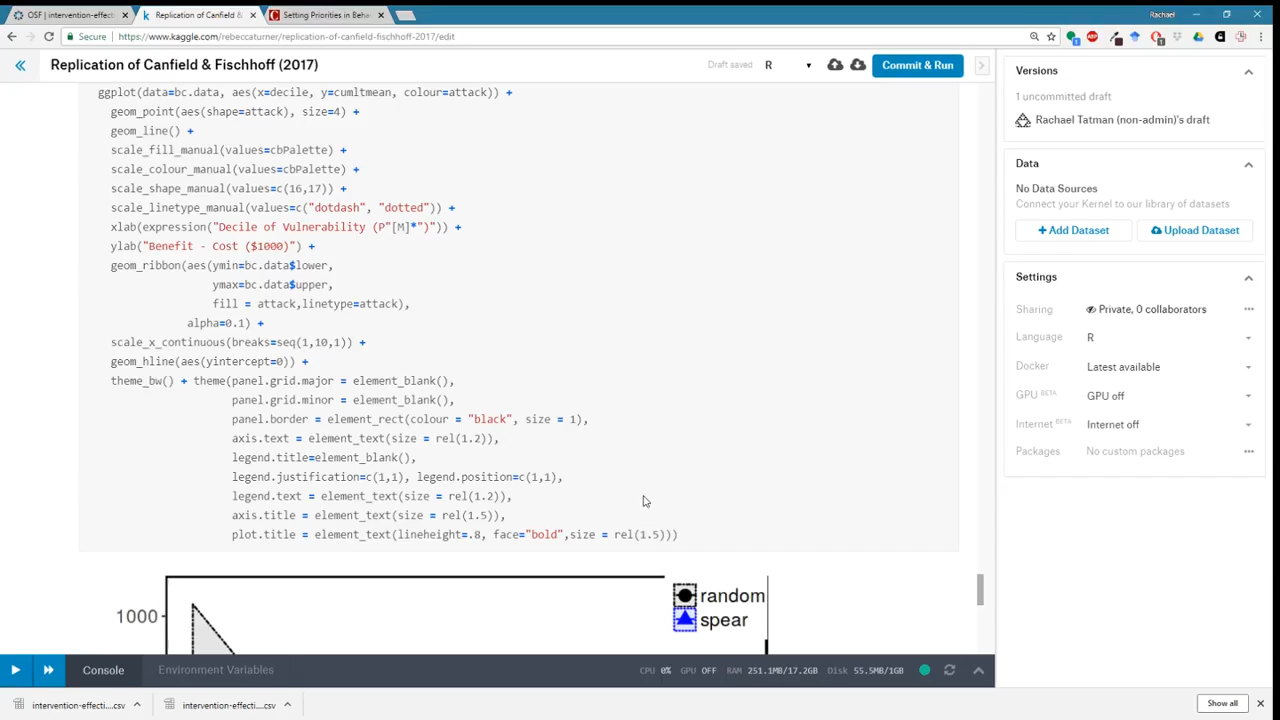 OSF | intervention-effect
Replication of Canfield &
Setting Priorities in Beh
Rachael
Secure
https://www.kaggle.com/rebeccaturner/replication-of-canfield-fischhoff-2017/edit
Replication of Canfield & Fischhoff (2017)
Draft saved
R
Commit & Run
ggplot(data=bc.data, aes(x=decile, y=cumltmean, colour=attack)) +
geom_point(aes(shape=attack), size=4) +
geom_line() +
scale_fill_manual(values=cbPalette) +
scale_colour_manual(values=cbPalette) +
scale_shape_manual(values=c(16,17)) +
scale_linetype_manual(values=c("dotdash", "dotted")) +
xlab(expression("Decile of Vulnerability (P"[M]*")")) +
ylab("Benefit - Cost ($1000)") +
geom_ribbon(aes(ymin=bc.data$lower,
ymax=bc.data$upper,
fill = attack,linetype=attack),
alpha=0.1) +
scale_x_continuous(breaks=seq(1,10,1)) +
geom_hline(aes(yintercept=0)) +
theme_bw() + theme(panel.grid.major = element_blank(),
panel.grid.minor = element_blank(),
panel.border = element_rect(colour = "black", size = 1),
axis.text = element_text(size = rel(1.2)),
legend.title=element_blank(),
legend.justification=c(1,1), legend.position=c(1,1),
legend.text = element_text(size = rel(1.2)),
axis.title = element_text(size = rel(1.5)),
plot.title = element_text(lineheight=.8, face="bold",size = rel(1.5)))
1000
random
spear
Versions
1 uncommitted draft
Rachael Tatman (non-admin)'s draft
Data
No Data Sources
Connect your Kernel to our library of datasets
+ Add Dataset
Upload Dataset
Settings
Sharing
Private, 0 collaborators
Language
R
Docker
Latest available
GPU BETA
GPU off
Internet BETA
Internet off
Packages
No custom packages
Console
Environment Variables
CPU 0% GPU OFF RAM 251.1MB/17.2GB Disk 55.5MB/1GB
intervention-effecti....csv
intervention-effecti....csv
Show all